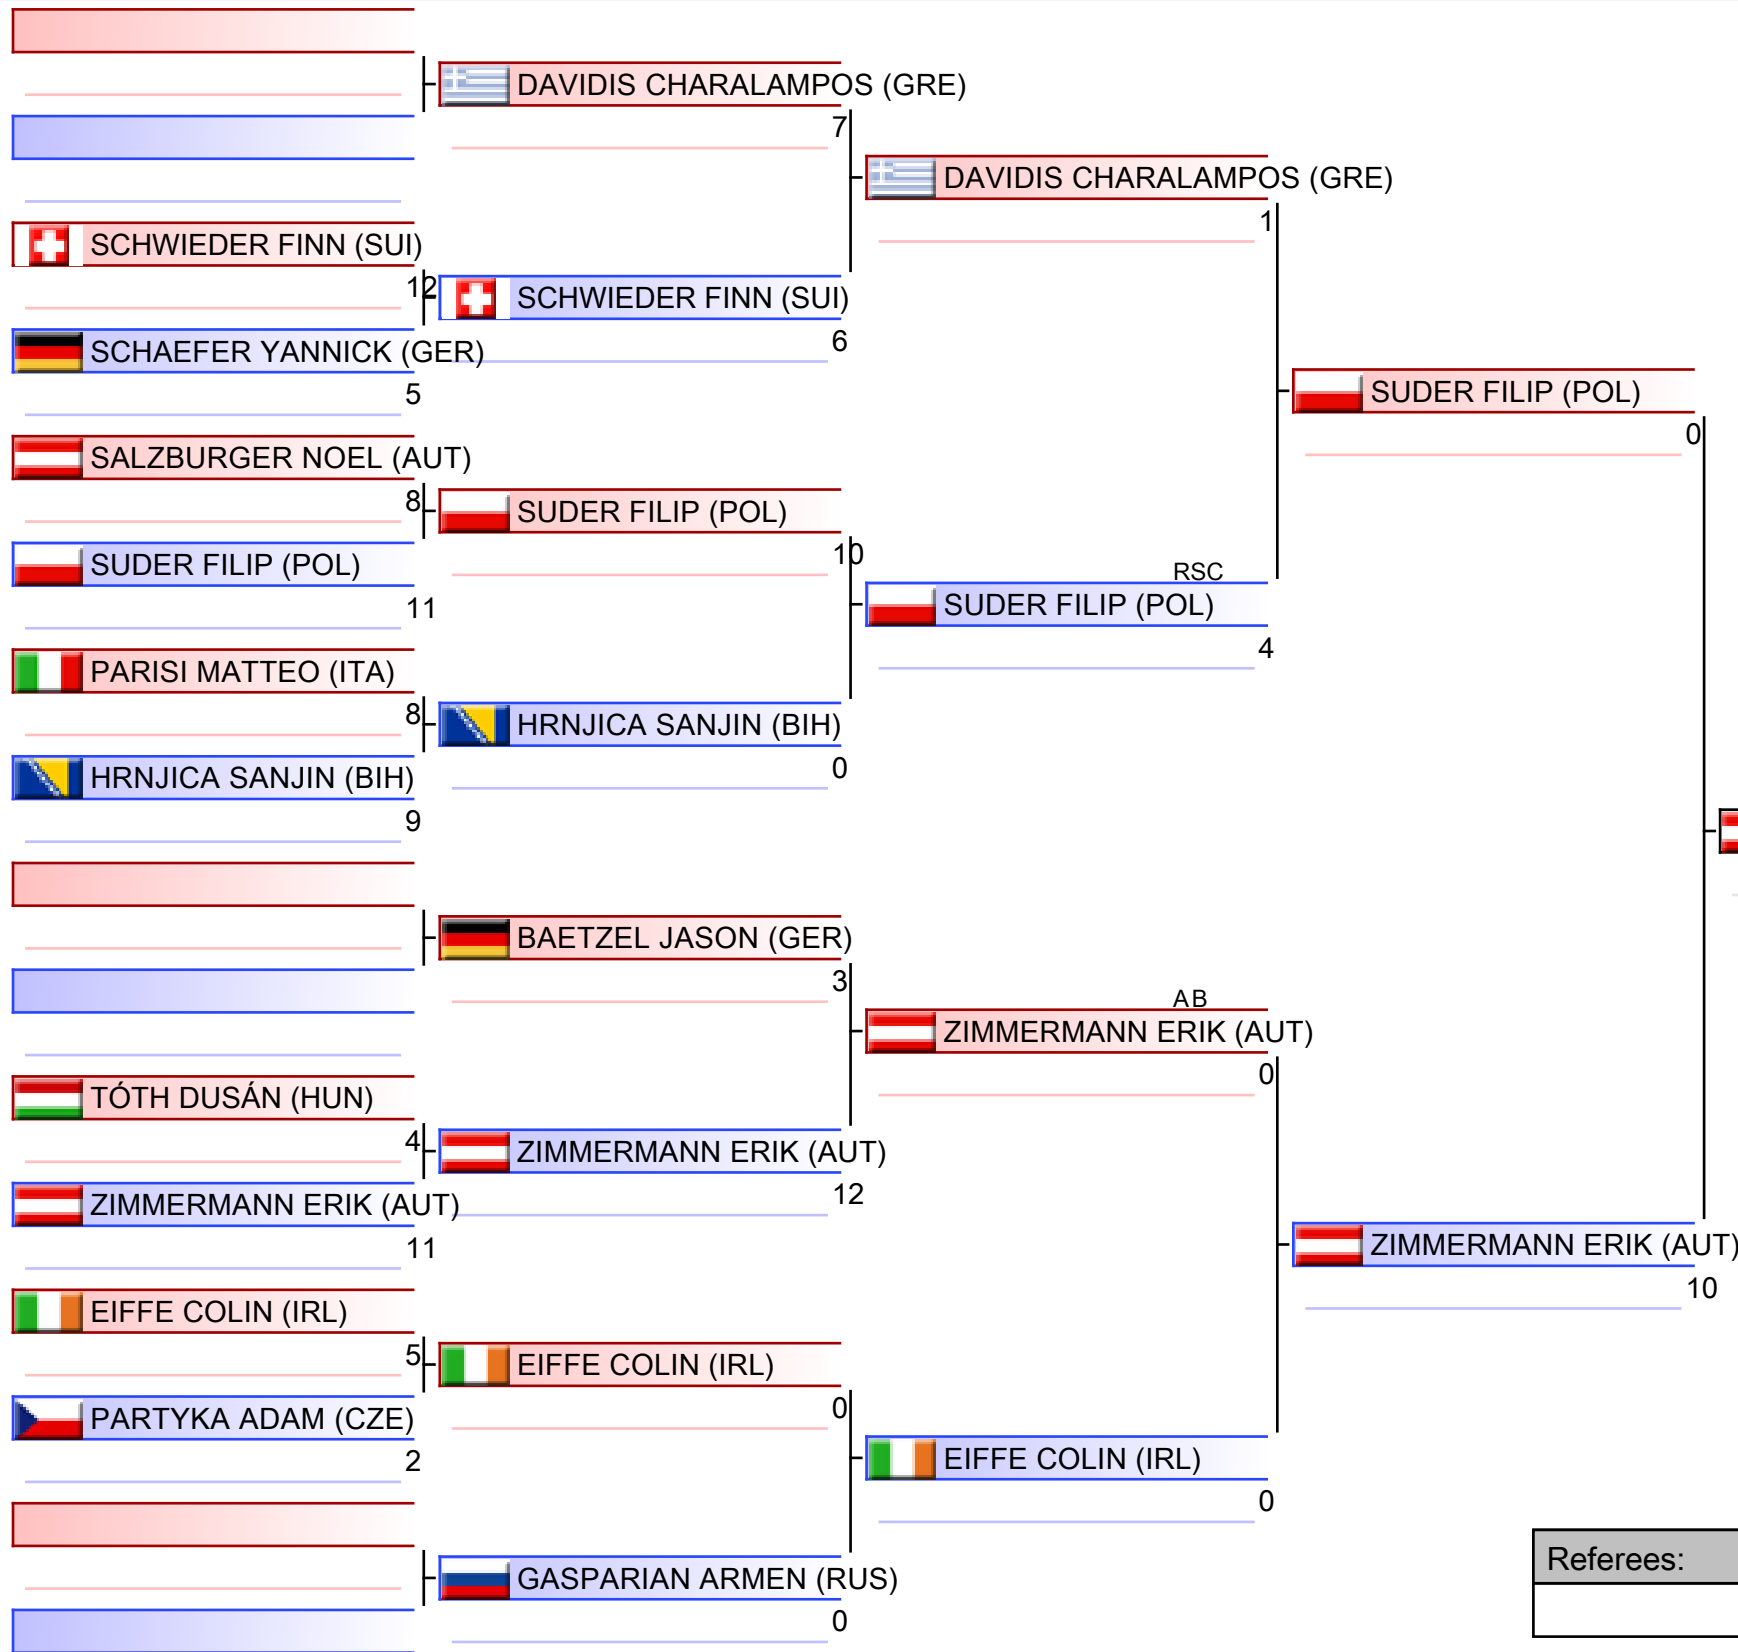 DAVIDIS CHARALAMPOS (GRE)
7
DAVIDIS CHARALAMPOS (GRE)
1
SCHWIEDER FINN (SUI)
12
SCHWIEDER FINN (SUI)
6
SCHAEFER YANNICK (GER)
5
SUDER FILIP (POL)
0
SALZBURGER NOEL (AUT)
8
SUDER FILIP (POL)
10
SUDER FILIP (POL)
11
RSC
SUDER FILIP (POL)
4
PARISI MATTEO (ITA)
8
HRNJICA SANJIN (BIH)
0
HRNJICA SANJIN (BIH)
9
BAETZEL JASON (GER)
3
AB
ZIMMERMANN ERIK (AUT)
0
TÓTH DUSÁN (HUN)
4
ZIMMERMANN ERIK (AUT)
12
ZIMMERMANN ERIK (AUT)
11
ZIMMERMANN ERIK (AUT)
10
EIFFE COLIN (IRL)
5
EIFFE COLIN (IRL)
0
PARTYKA ADAM (CZE)
2
EIFFE COLIN (IRL)
0
GASPARIAN ARMEN (RUS)
0
Referees: